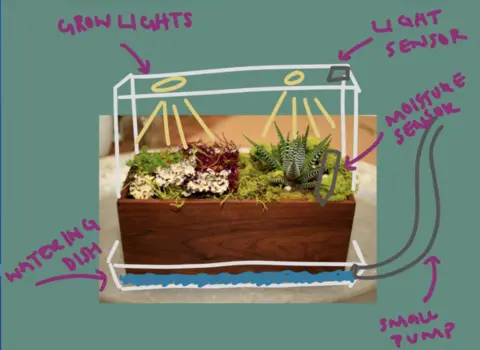 GROW LIGHTS
LIGHT
SENSOR
MOISTURE
SENSOR
WATERING
DISH
SMALL
PUMP